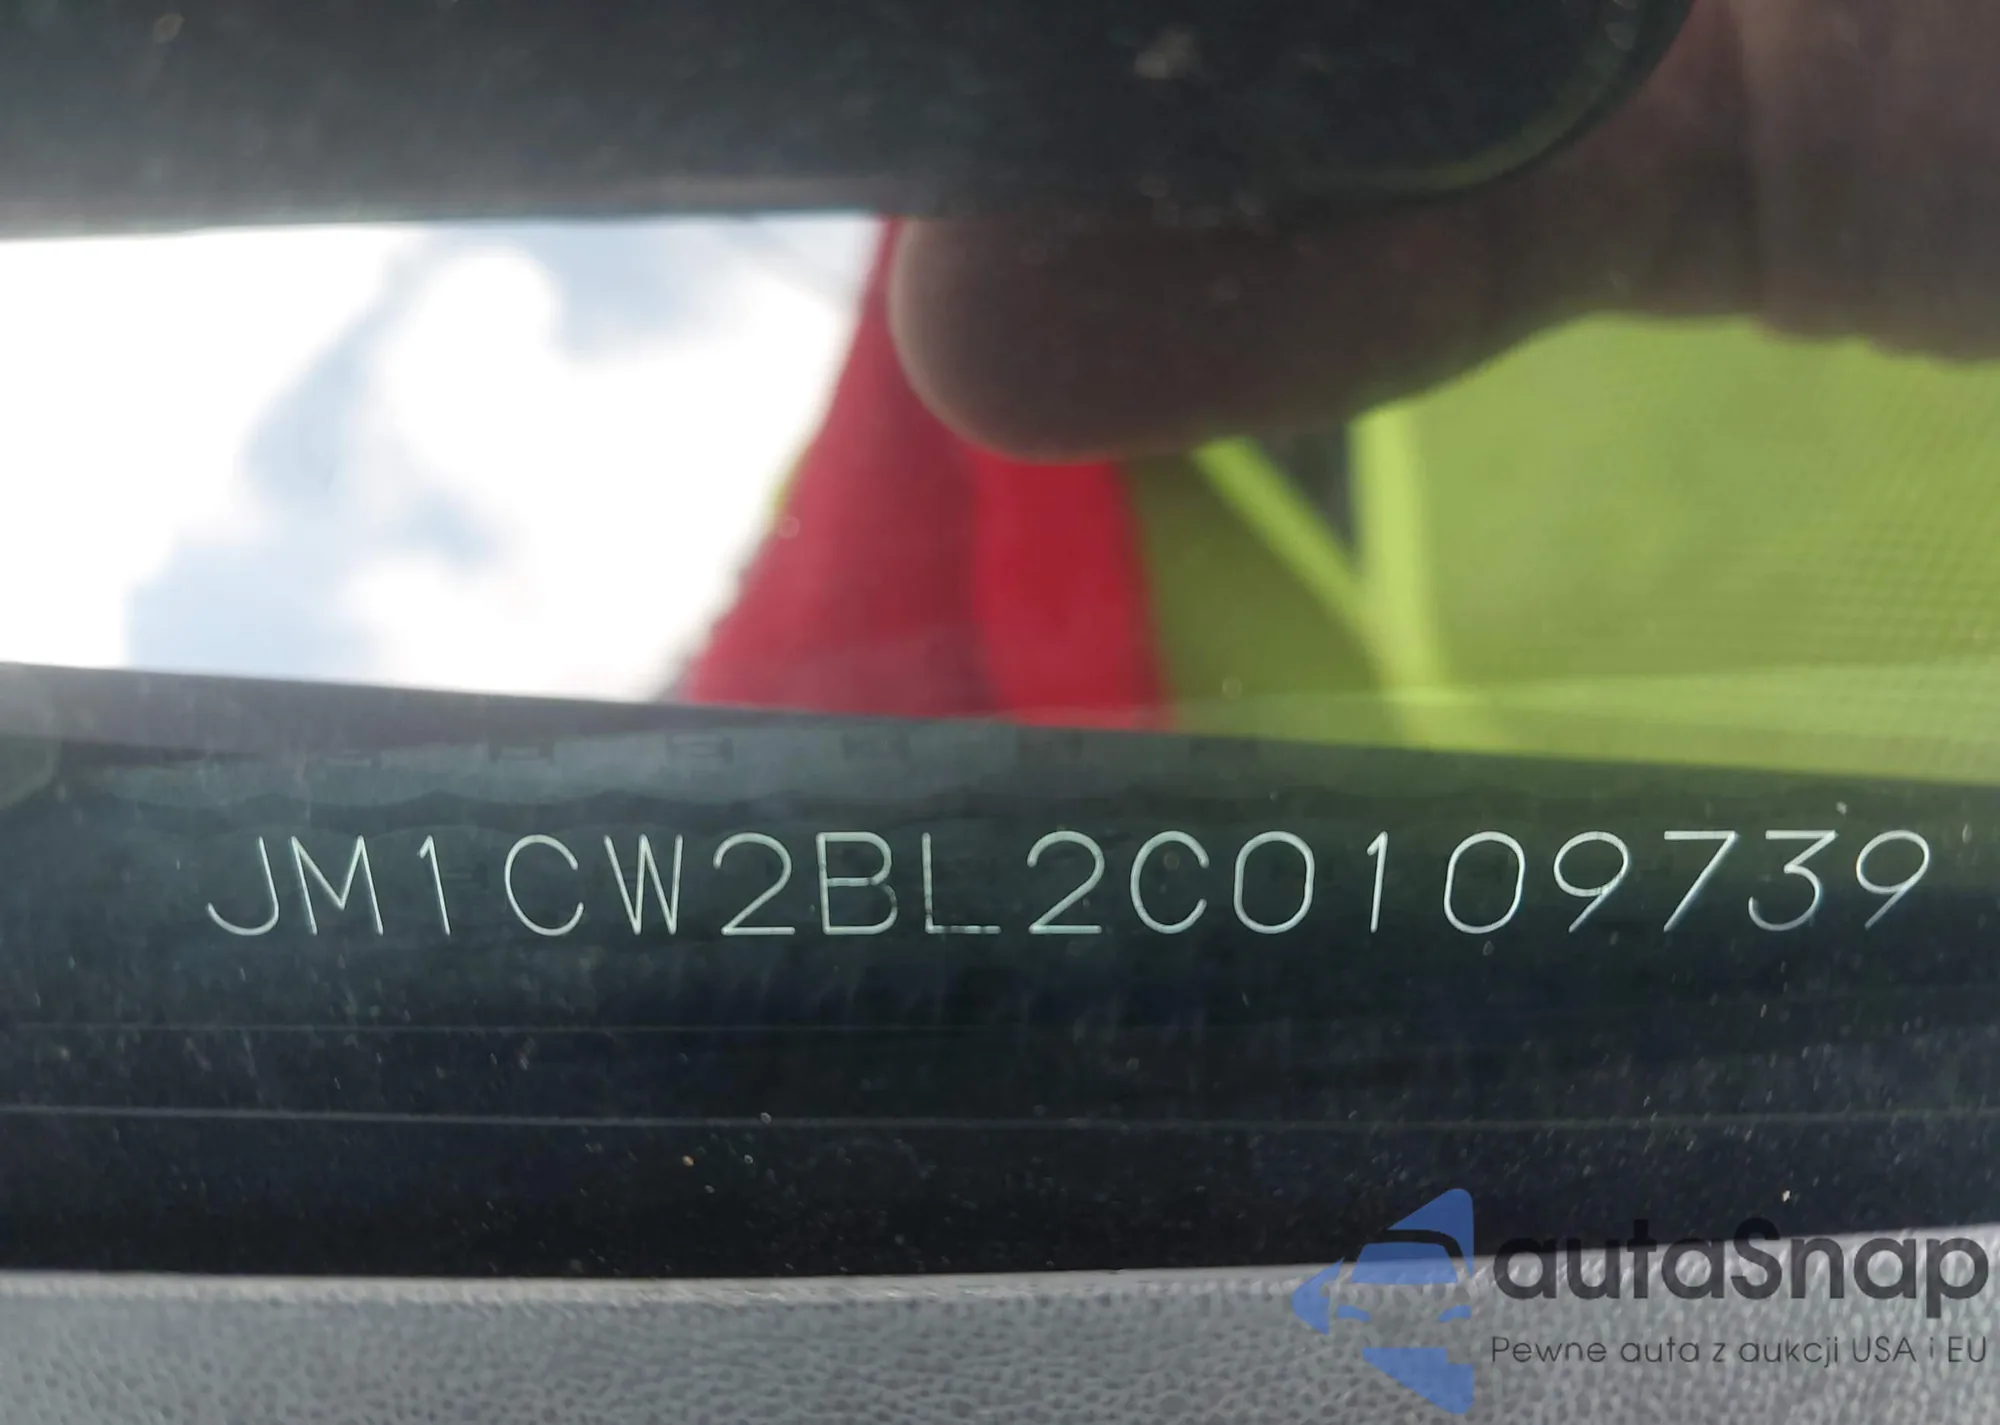 JM1CW2BL2C0109739
autaSnap
Pewne auta z aukcji USA i EU